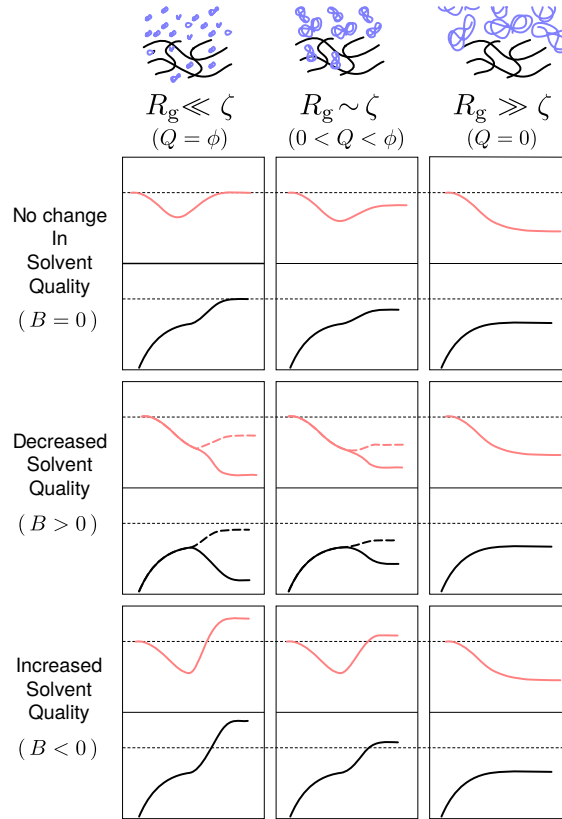 R_g ≪ ζ
(Q = ϕ)
R_g ∼ ζ
(0 < Q < ϕ)
R_g ≫ ζ
(Q = 0)
No change
In
Solvent
Quality
( B = 0 )
Decreased
Solvent
Quality
( B > 0 )
Increased
Solvent
Quality
( B < 0 )